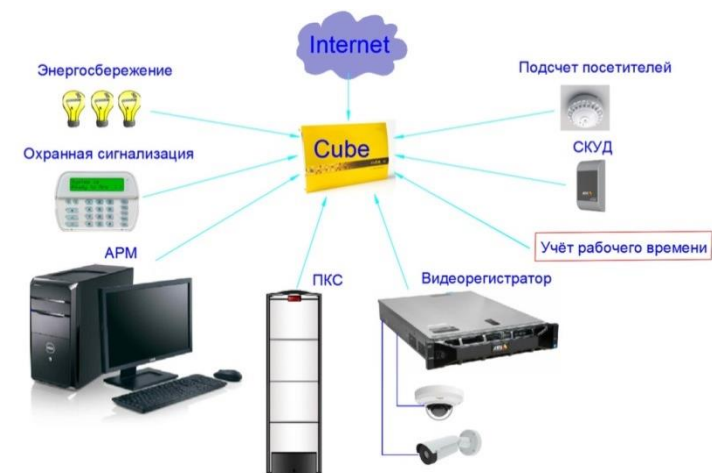 Internet
Энергосбережение
Подсчет посетителей
Cube
Охранная сигнализация
СКУД
Учёт рабочего времени
АРМ
ПКС
Видеорегистратор